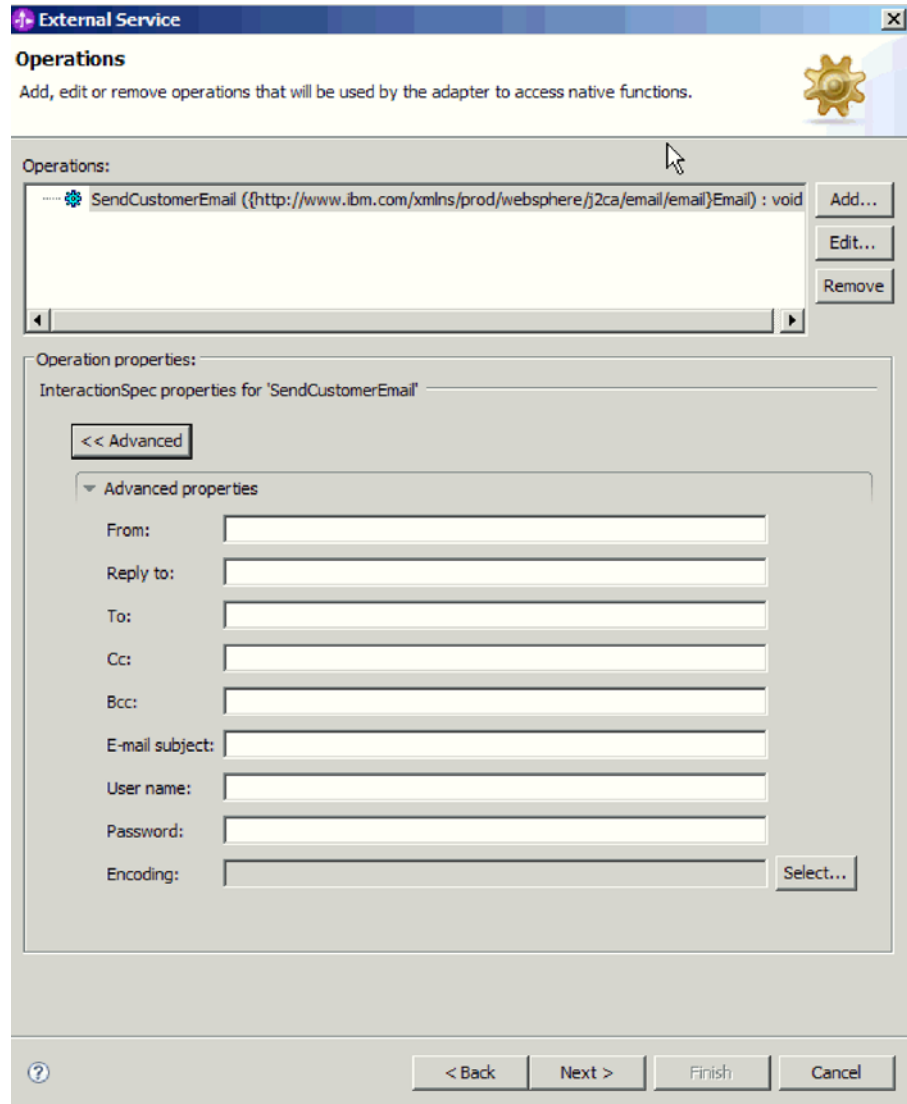 External Service
Operations
Add, edit or remove operations that will be used by the adapter to access native functions.
Operations:
SendCustomerEmail ({http://www.ibm.com/xmlns/prod/websphere/j2ca/email/email}Email) : void
Add...
Edit...
Remove
Operation properties:
InteractionSpec properties for 'SendCustomerEmail'
<< Advanced
Advanced properties
From:
Reply to:
To:
Cc:
Bcc:
E-mail subject:
User name:
Password:
Encoding:
Select...
< Back
Next >
Finish
Cancel